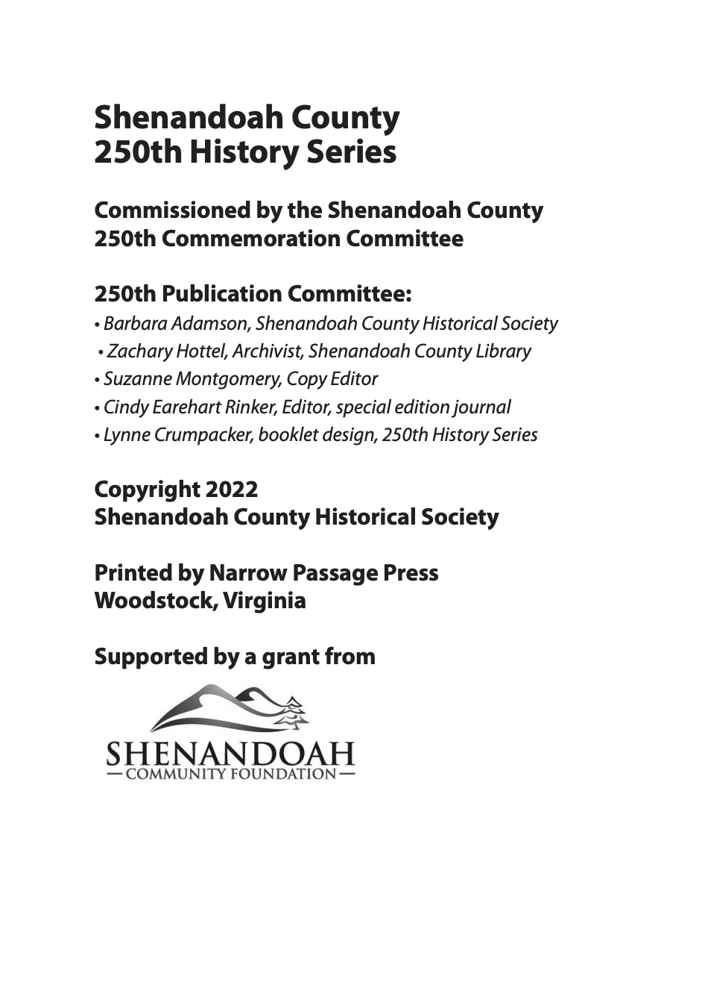 Shenandoah County
250th History Series
Commissioned by the Shenandoah County
250th Commemoration Committee
250th Publication Committee:
• Barbara Adamson, Shenandoah County Historical Society
• Zachary Hottel, Archivist, Shenandoah County Library
• Suzanne Montgomery, Copy Editor
• Cindy Earehart Rinker, Editor, special edition journal
• Lynne Crumpacker, booklet design, 250th History Series
Copyright 2022
Shenandoah County Historical Society
Printed by Narrow Passage Press
Woodstock, Virginia
Supported by a grant from
SHENANDOAH
— COMMUNITY FOUNDATION —